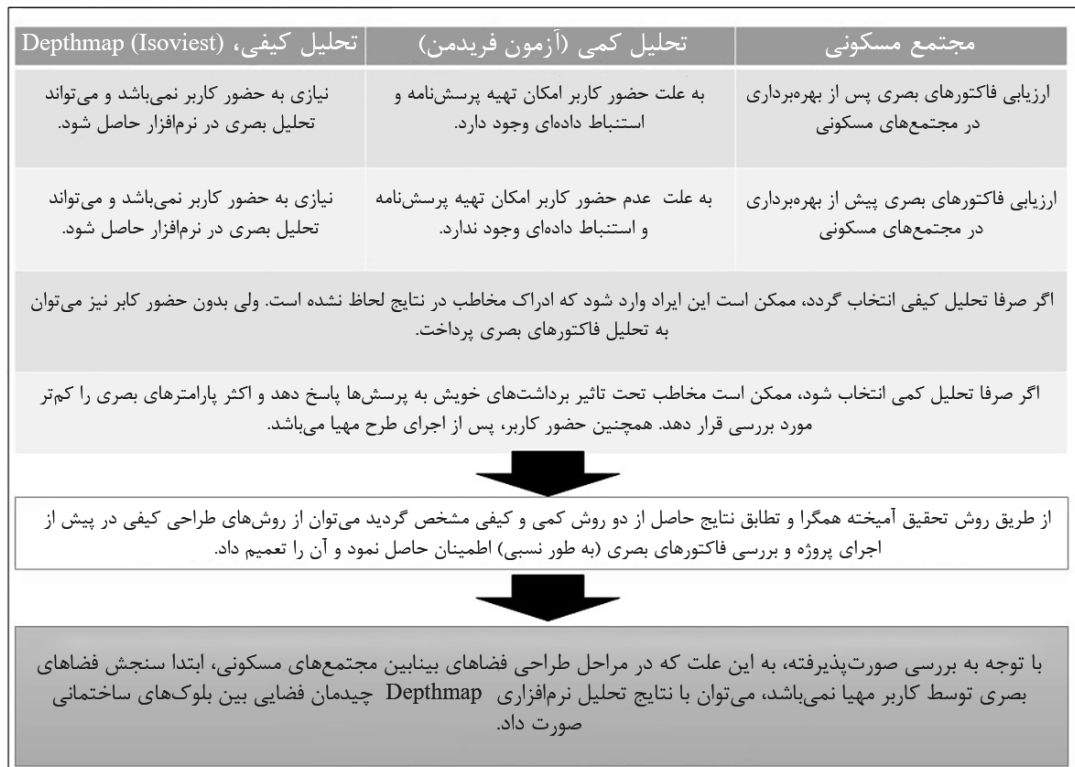 مجتمع مسکونی
تحلیل کمی (آزمون فریدمن)
تحلیل کیفی، Depthmap (Isoviest)
ارزیابی فاکتورهای بصری پس از بهره‌برداری
در مجتمع‌های مسکونی
به علت حضور کاربر امکان تهیه پرسش‌نامه و
استنباط داده‌ای وجود دارد.
نیازی به حضور کاربر نمی‌باشد و می‌تواند
تحلیل بصری در نرم‌افزار حاصل شود.
ارزیابی فاکتورهای بصری پیش از بهره‌برداری
در مجتمع‌های مسکونی
به علت عدم حضور کاربر امکان تهیه پرسش‌نامه
و استنباط داده‌ای وجود ندارد.
نیازی به حضور کاربر نمی‌باشد و می‌تواند
تحلیل بصری در نرم‌افزار حاصل شود.
اگر صرفا تحلیل کیفی انتخاب گردد، ممکن است این ایراد وارد شود که ادراک مخاطب در نتایج لحاظ نشده است. ولی بدون حضور کابر نیز می‌توان
به تحلیل فاکتورهای بصری پرداخت.
اگر صرفا تحلیل کمی انتخاب شود، ممکن است مخاطب تحت تاثیر برداشت‌های خویش به پرسش‌ها پاسخ دهد و اکثر پارامترهای بصری را کم‌تر
مورد بررسی قرار دهد. همچنین حضور کاربر، پس از اجرای طرح مهیا می‌باشد.
از طریق روش تحقیق آمیخته همگرا و تطابق نتایج حاصل از دو روش کمی و کیفی مشخص گردید می‌توان از روش‌های طراحی کیفی در پیش از
اجرای پروژه و بررسی فاکتورهای بصری (به طور نسبی) اطمینان حاصل نمود و آن را تعمیم داد.
با توجه به بررسی صورت‌پذیرفته، به این علت که در مراحل طراحی فضاهای بینابین مجتمع‌های مسکونی، ابتدا سنجش فضاهای
بصری توسط کاربر مهیا نمی‌باشد، می‌توان با نتایج تحلیل نرم‌افزاری Depthmap چیدمان فضایی بین بلوک‌های ساختمانی
صورت داد.